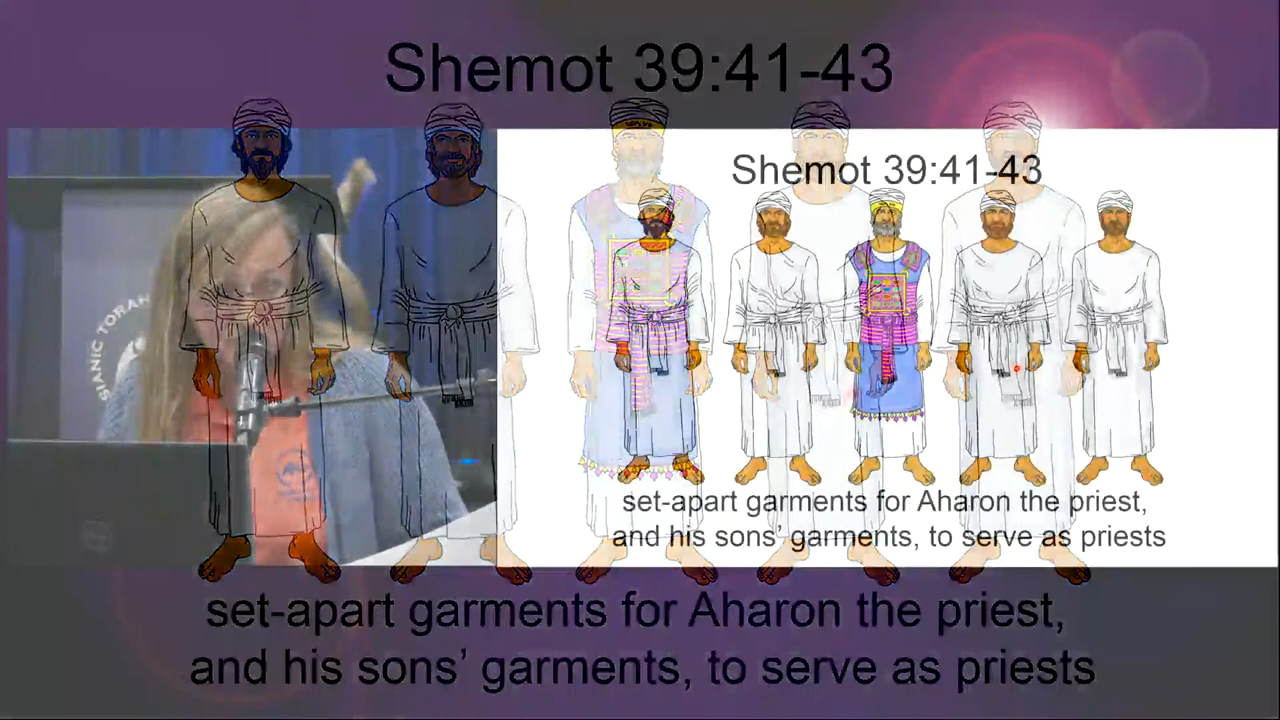 Shemot 39:41-43
Shemot 39:41-43
SIANIC TORAH
set-apart garments for Aharon the priest,
and his sons’ garments, to serve as priests
set-apart garments for Aharon the priest,
and his sons’ garments, to serve as priests